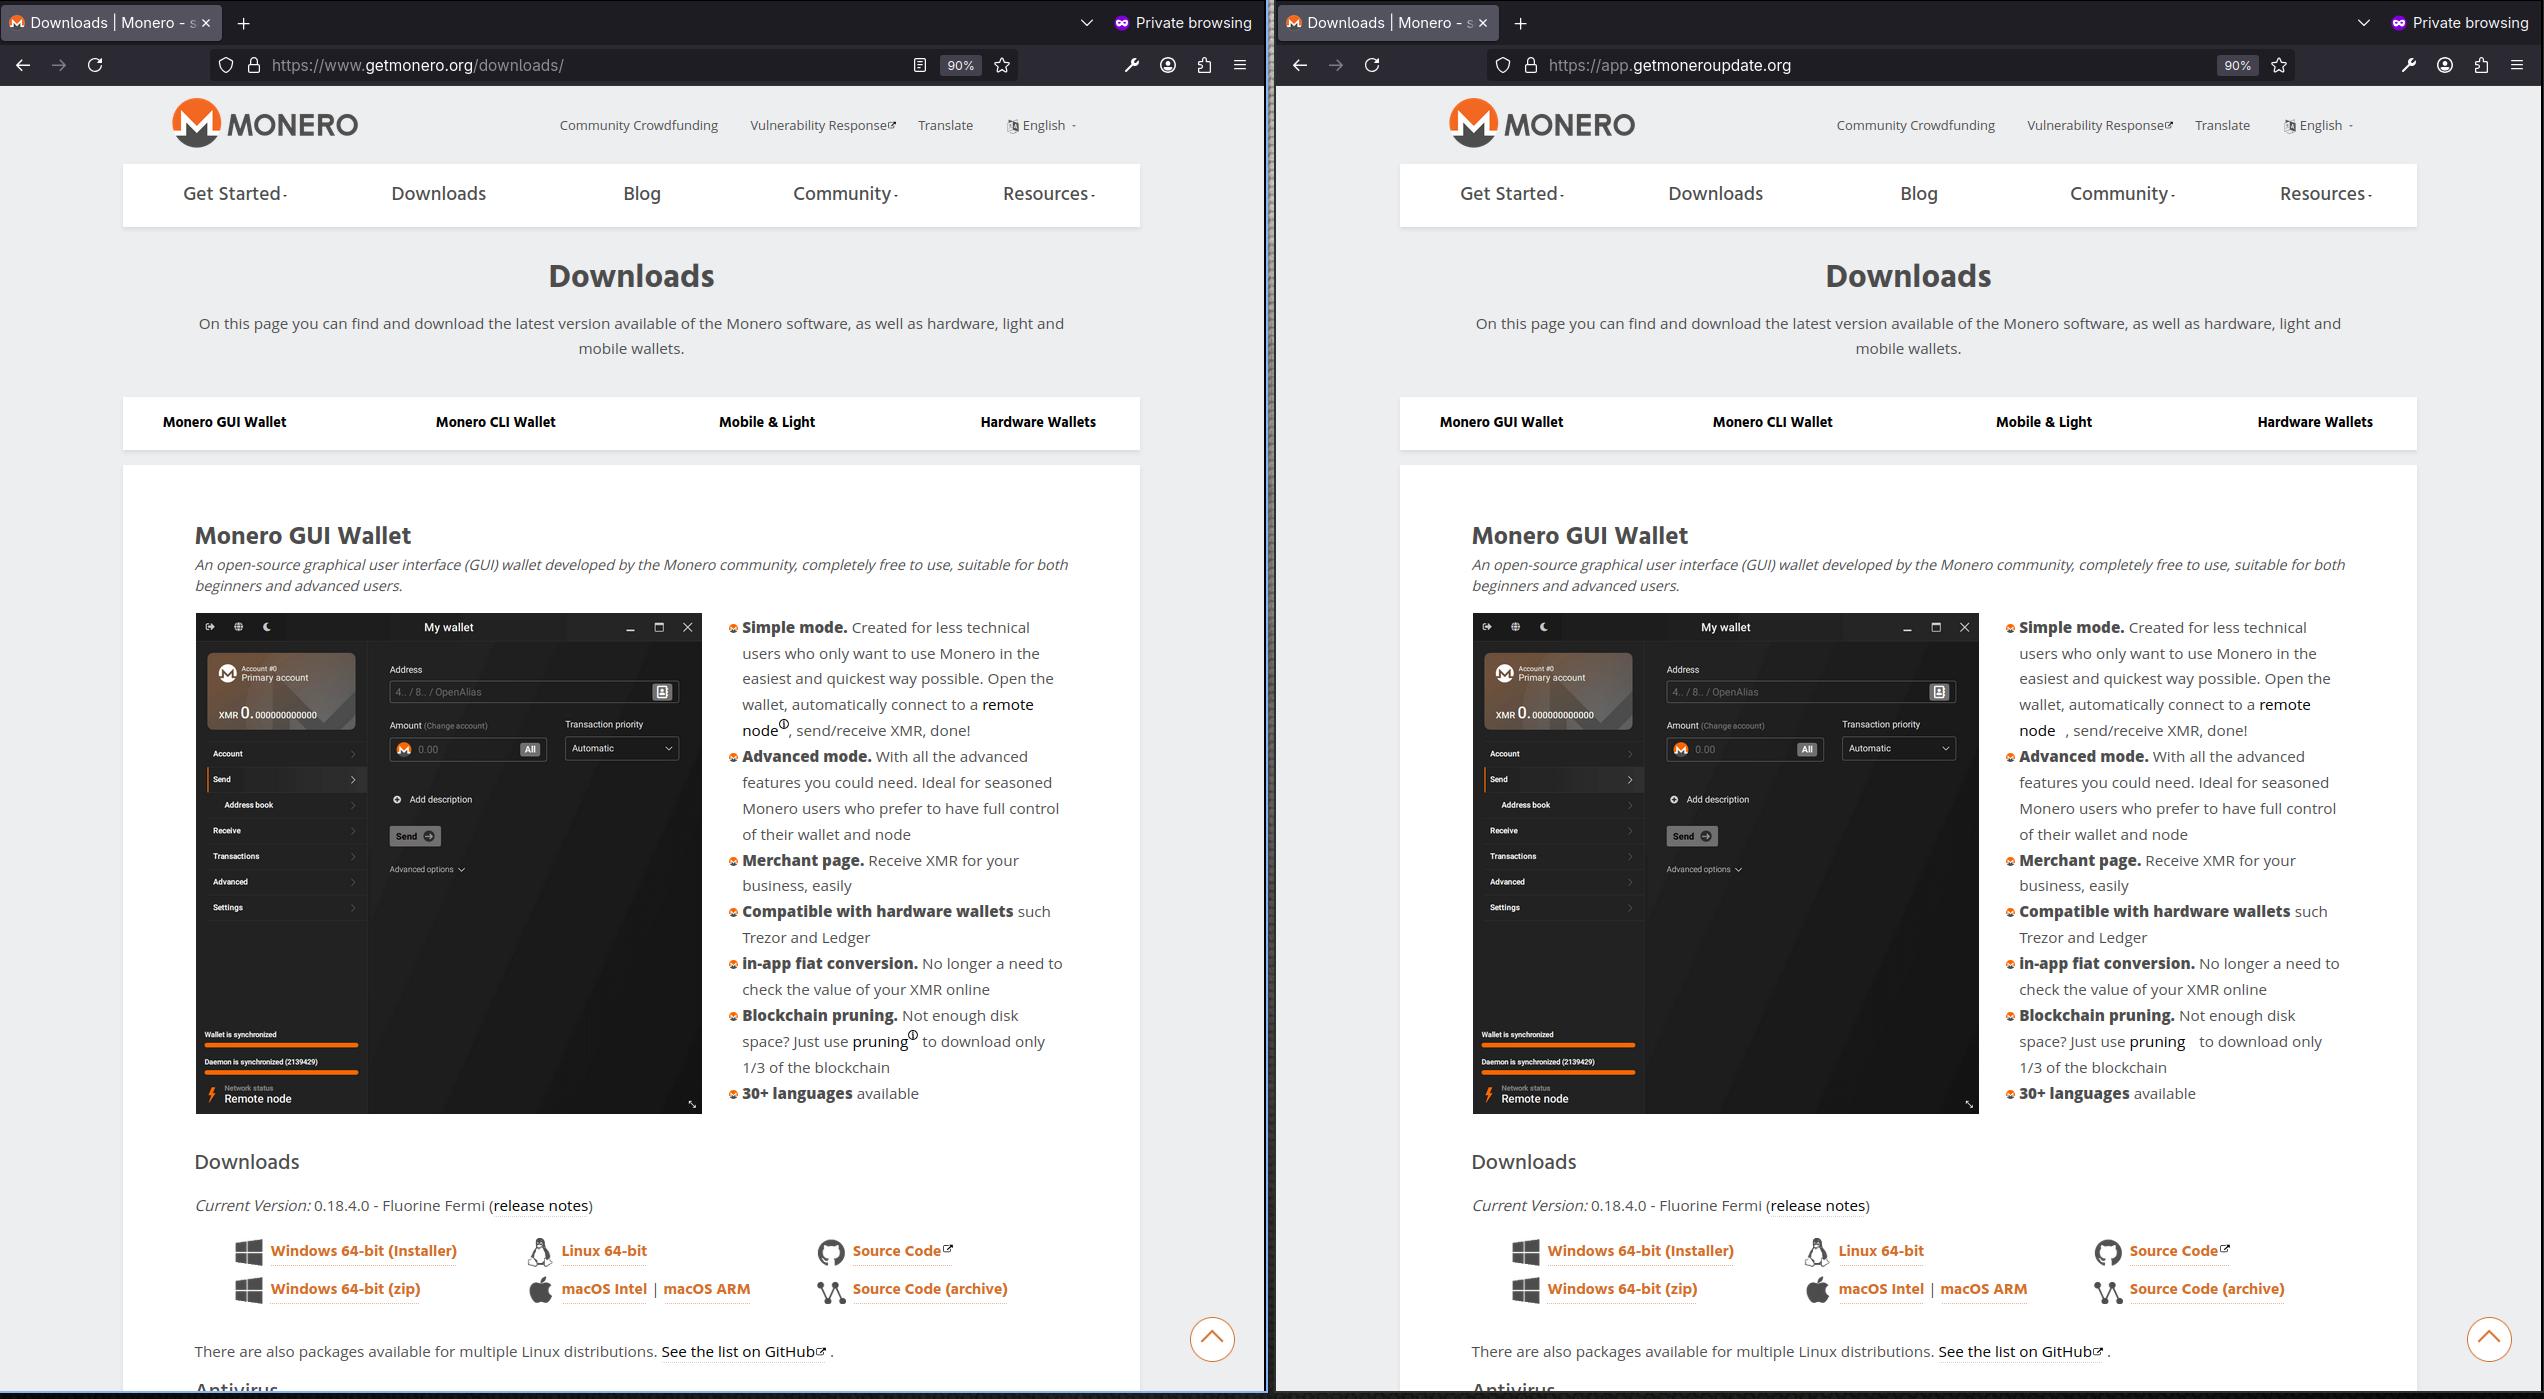 Downloads | Monero - s
Private browsing
https://www.getmonero.org/downloads/
90%
MONERO
Community Crowdfunding
Vulnerability Response
Translate
English
Get Started
Downloads
Blog
Community
Resources
Downloads
On this page you can find and download the latest version available of the Monero software, as well as hardware, light and
mobile wallets.
Monero GUI Wallet
Monero CLI Wallet
Mobile & Light
Hardware Wallets
Monero GUI Wallet
An open-source graphical user interface (GUI) wallet developed by the Monero community, completely free to use, suitable for both
beginners and advanced users.
My wallet
Account #0
Primary account
XMR 0.000000000000
Account
Send
Address book
Receive
Transactions
Advanced
Settings
Wallet is synchronized
Daemon is synchronized (2139429)
Network status
Remote node
Address
4.. / 8.. / OpenAlias
Amount (Change account)
Transaction priority
0.00
All
Automatic
Add description
Send
Advanced options
Simple mode. Created for less technical
users who only want to use Monero in the
easiest and quickest way possible. Open the
wallet, automatically connect to a remote
node, send/receive XMR, done!
Advanced mode. With all the advanced
features you could need. Ideal for seasoned
Monero users who prefer to have full control
of their wallet and node
Merchant page. Receive XMR for your
business, easily
Compatible with hardware wallets such
Trezor and Ledger
in-app fiat conversion. No longer a need to
check the value of your XMR online
Blockchain pruning. Not enough disk
space? Just use pruning to download only
1/3 of the blockchain
30+ languages available
Downloads
Current Version: 0.18.4.0 - Fluorine Fermi (release notes)
Windows 64-bit (Installer)
Linux 64-bit
Source Code
Windows 64-bit (zip)
macOS Intel | macOS ARM
Source Code (archive)
There are also packages available for multiple Linux distributions. See the list on GitHub .
Antivirus
Downloads | Monero - s
Private browsing
https://app.getmoneroupdate.org
90%
MONERO
Community Crowdfunding
Vulnerability Response
Translate
English
Get Started
Downloads
Blog
Community
Resources
Downloads
On this page you can find and download the latest version available of the Monero software, as well as hardware, light and
mobile wallets.
Monero GUI Wallet
Monero CLI Wallet
Mobile & Light
Hardware Wallets
Monero GUI Wallet
An open-source graphical user interface (GUI) wallet developed by the Monero community, completely free to use, suitable for both
beginners and advanced users.
My wallet
Account #0
Primary account
XMR 0.000000000000
Account
Send
Address book
Receive
Transactions
Advanced
Settings
Wallet is synchronized
Daemon is synchronized (2139429)
Network status
Remote node
Address
4.. / 8.. / OpenAlias
Amount (Change account)
Transaction priority
0.00
All
Automatic
Add description
Send
Advanced options
Simple mode. Created for less technical
users who only want to use Monero in the
easiest and quickest way possible. Open the
wallet, automatically connect to a remote
node , send/receive XMR, done!
Advanced mode. With all the advanced
features you could need. Ideal for seasoned
Monero users who prefer to have full control
of their wallet and node
Merchant page. Receive XMR for your
business, easily
Compatible with hardware wallets such
Trezor and Ledger
in-app fiat conversion. No longer a need to
check the value of your XMR online
Blockchain pruning. Not enough disk
space? Just use pruning to download only
1/3 of the blockchain
30+ languages available
Downloads
Current Version: 0.18.4.0 - Fluorine Fermi (release notes)
Windows 64-bit (Installer)
Linux 64-bit
Source Code
Windows 64-bit (zip)
macOS Intel | macOS ARM
Source Code (archive)
There are also packages available for multiple Linux distributions. See the list on GitHub .
Antivirus